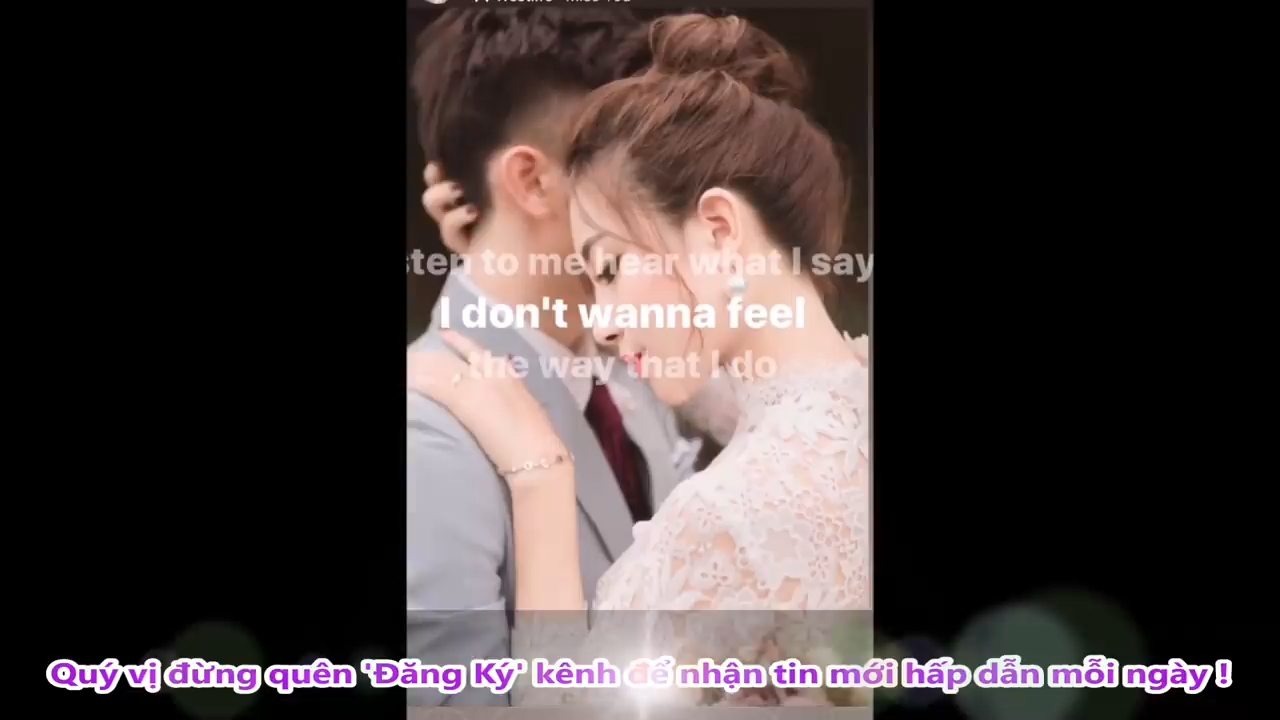 sten to me hear what I say
I don't wanna feel
the way that I do
Quý vị đừng quên 'Đăng Ký' kênh để nhận tin mới hấp dẫn mỗi ngày !